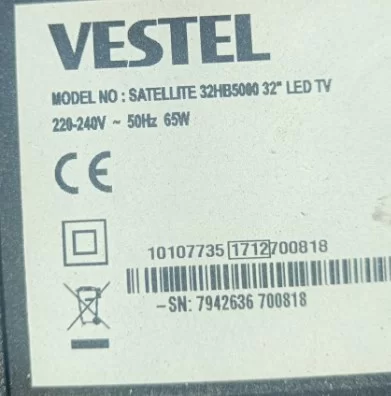 VESTEL
MODEL NO : SATELLITE 32HB5000 32" LED TV
220-240V ~ 50Hz 65W
CE
10107735 1712 700818
–SN: 7942636 700818